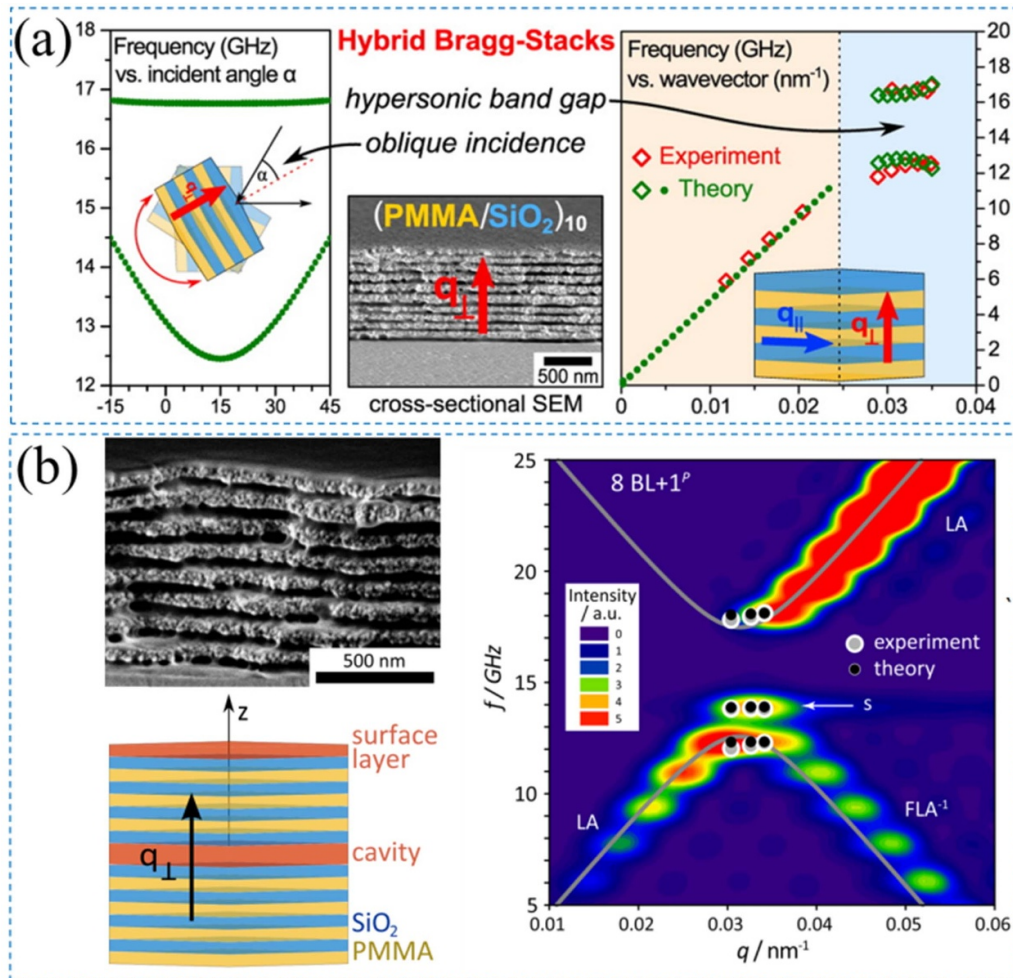 (a)
Frequency (GHz)
vs. incident angle α
18
17
16
15
14
13
12
-15 0 15 30 45
α
q||
Hybrid Bragg-Stacks
hypersonic band gap
oblique incidence
(PMMA/SiO₂)₁₀
q⊥
500 nm
cross-sectional SEM
Frequency (GHz)
vs. wavevector (nm⁻¹)
Experiment
Theory
q||
q⊥
20
18
16
14
12
10
8
6
4
2
0
0 0.01 0.02 0.03 0.04
(b)
500 nm
z
surface
layer
q⊥
cavity
SiO₂
PMMA
8 BL+1ᴾ
LA
Intensity
/ a.u.
0
1
2
3
4
5
experiment
theory
s
LA
FLA⁻¹
f / GHz
25
20
15
10
5
0.01 0.02 0.03 0.04 0.05 0.06
q / nm⁻¹